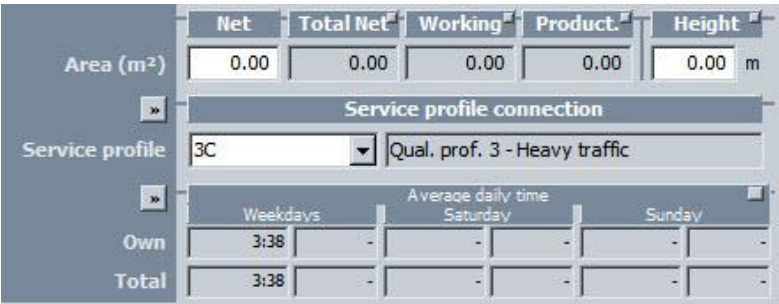 Net Total Net Working Product. Height
Area (m²) 0.00 0.00 0.00 0.00 0.00 m
» Service profile connection
Service profile 3C Qual. prof. 3 - Heavy traffic
» Average daily time
Weekdays Saturday Sunday
Own 3:38 - - - - -
Total 3:38 - - - - -